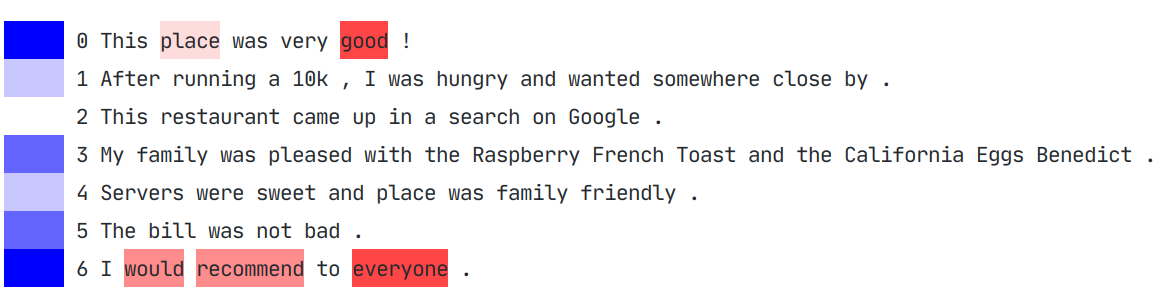 0 This place was very good !
1 After running a 10k , I was hungry and wanted somewhere close by .
2 This restaurant came up in a search on Google .
3 My family was pleased with the Raspberry French Toast and the California Eggs Benedict .
4 Servers were sweet and place was family friendly .
5 The bill was not bad .
6 I would recommend to everyone .